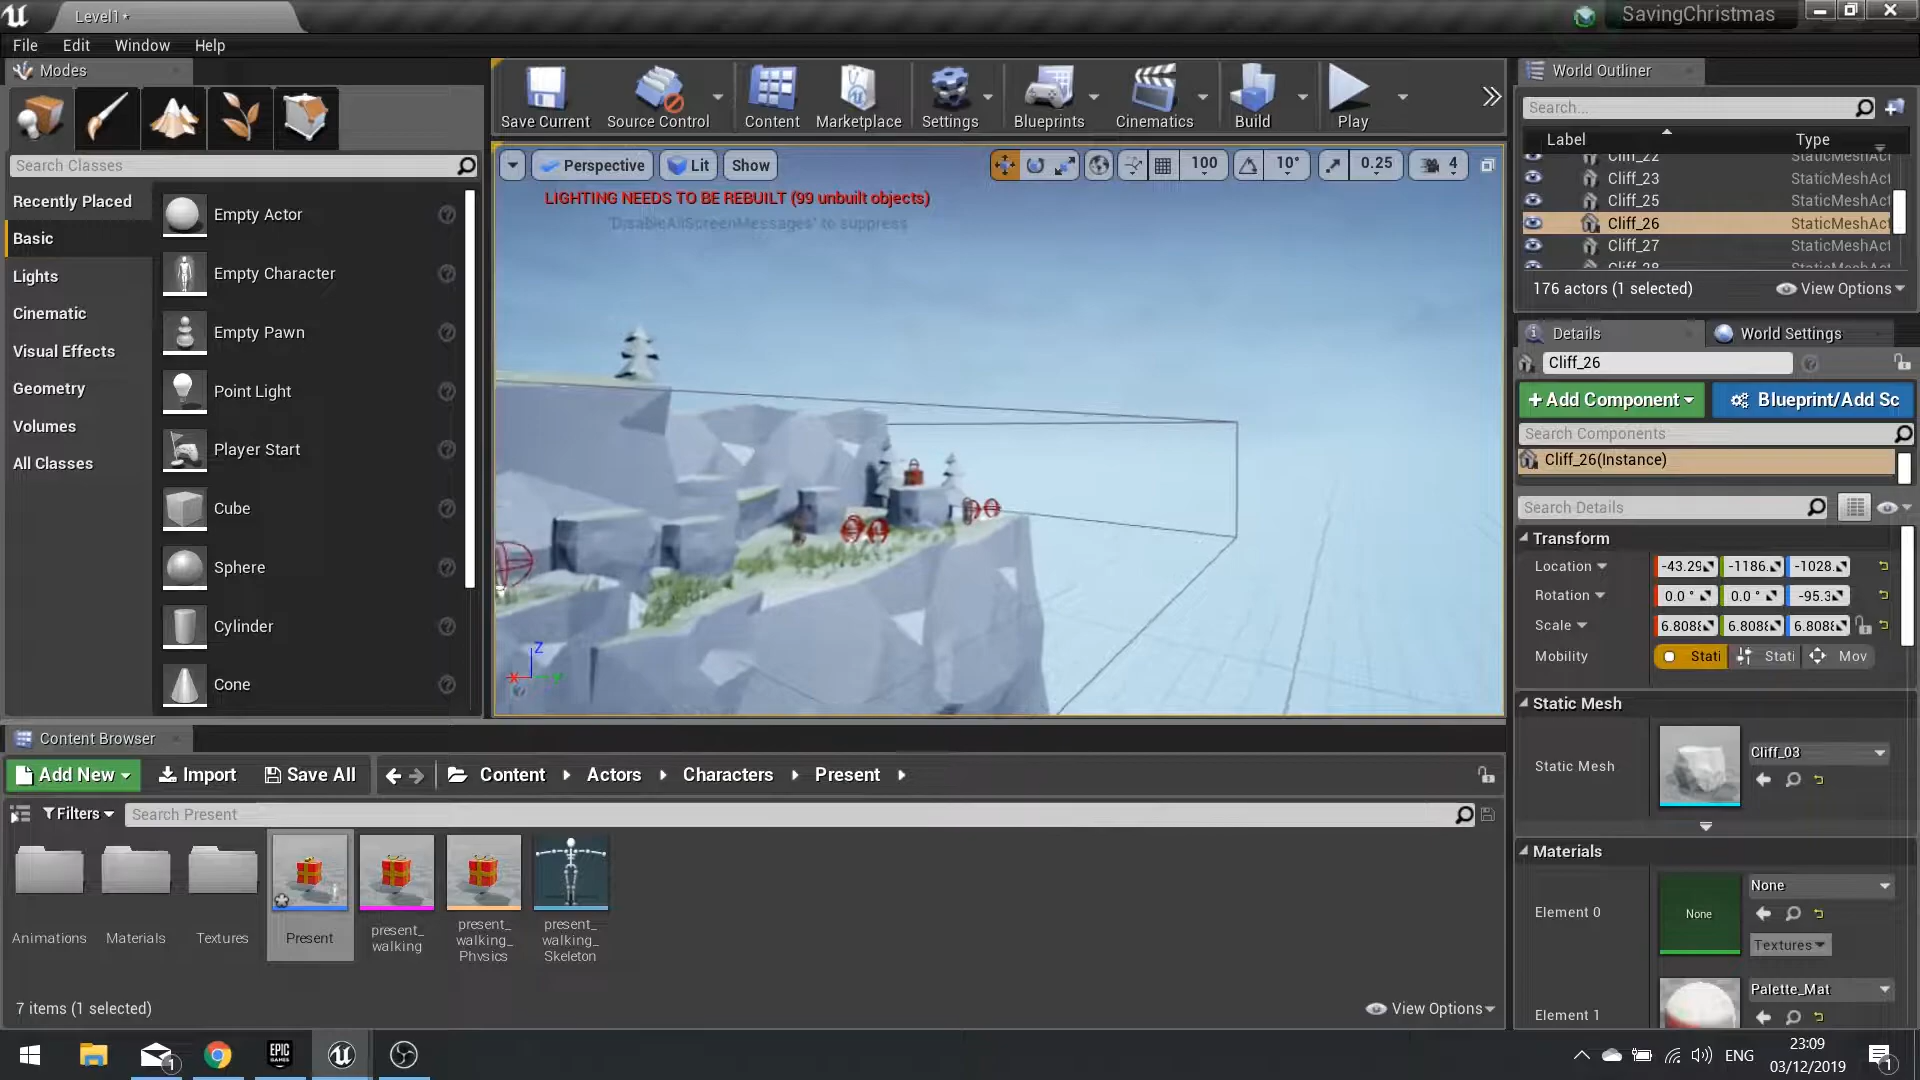 Level1*
SavingChristmas
File Edit Window Help
Modes
Search Classes
Recently Placed
Basic
Lights
Cinematic
Visual Effects
Geometry
Volumes
All Classes
Empty Actor
Empty Character
Empty Pawn
Point Light
Player Start
Cube
Sphere
Cylinder
Cone
Save Current
Source Control
Content
Marketplace
Settings
Blueprints
Cinematics
Build
Play
Perspective
Lit
Show
100
10°
0.25
4
LIGHTING NEEDS TO BE REBUILT (99 unbuilt objects)
'DisableAllScreenMessages' to suppress
Z
X
World Outliner
Search...
Label Type
Cliff_22 StaticMeshAct
Cliff_23 StaticMeshAct
Cliff_25 StaticMeshAct
Cliff_26 StaticMeshAct
Cliff_27 StaticMeshAct
Cliff_28 StaticMeshAct
176 actors (1 selected)
View Options
Details
World Settings
Cliff_26
+Add Component
Blueprint/Add Sc
Search Components
Cliff_26(Instance)
Search Details
Transform
Location -43.29 -1186. -1028.
Rotation 0.0 ° 0.0 ° -95.3
Scale 6.8088 6.8088 6.8088
Mobility Stati Stati Mov
Static Mesh
Static Mesh
Cliff_03
Materials
Element 0
None
None
Textures
Element 1
Palette_Mat
Content Browser
Add New
Import
Save All
Content
Actors
Characters
Present
Filters
Search Present
Animations
Materials
Textures
Present
present_
walking
present_
walking_
Physics
present_
walking_
Skeleton
7 items (1 selected)
View Options
1
EPIC
GAMES
ENG
23:09
03/12/2019
1